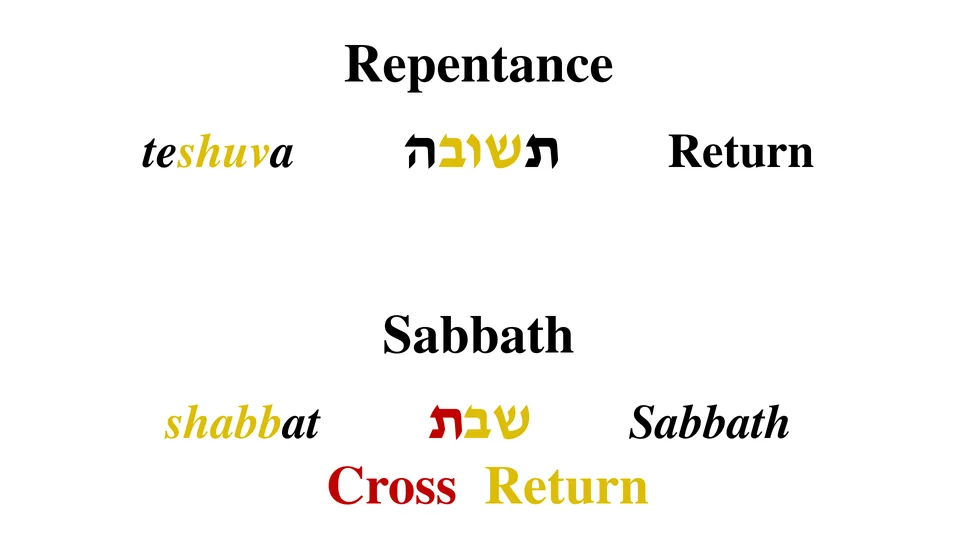 Repentance
teshuva תשובה Return
Sabbath
shabbat שבת Sabbath
Cross Return